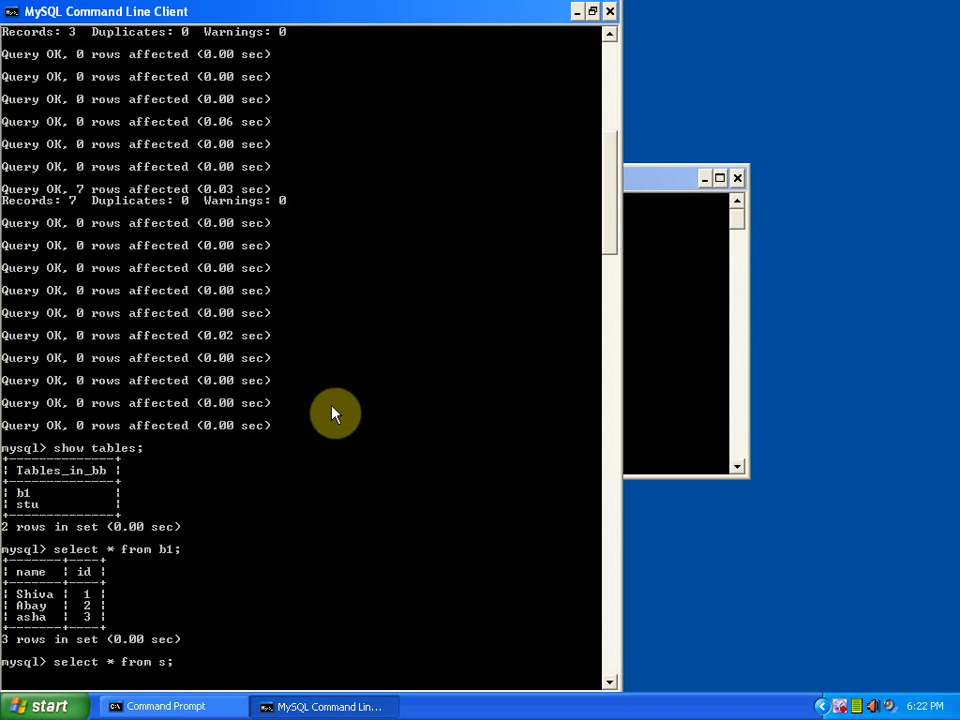 MySQL Command Line Client
Records: 3  Duplicates: 0  Warnings: 0
Query OK, 0 rows affected (0.00 sec)
Query OK, 0 rows affected (0.00 sec)
Query OK, 0 rows affected (0.00 sec)
Query OK, 0 rows affected (0.06 sec)
Query OK, 0 rows affected (0.00 sec)
Query OK, 0 rows affected (0.00 sec)
Query OK, 7 rows affected (0.03 sec)
Records: 7  Duplicates: 0  Warnings: 0
Query OK, 0 rows affected (0.00 sec)
Query OK, 0 rows affected (0.00 sec)
Query OK, 0 rows affected (0.00 sec)
Query OK, 0 rows affected (0.00 sec)
Query OK, 0 rows affected (0.00 sec)
Query OK, 0 rows affected (0.02 sec)
Query OK, 0 rows affected (0.00 sec)
Query OK, 0 rows affected (0.00 sec)
Query OK, 0 rows affected (0.00 sec)
Query OK, 0 rows affected (0.00 sec)
mysql> show tables;
+--------------+
| Tables_in_bb |
+--------------+
| b1           |
| stu          |
+--------------+
2 rows in set (0.00 sec)
mysql> select * from b1;
+-------+----+
| name  | id |
+-------+----+
| Shiva |  1 |
| Abay  |  2 |
| asha  |  3 |
+-------+----+
3 rows in set (0.00 sec)
mysql> select * from s;
start
Command Prompt
MySQL Command Lin...
6:22 PM